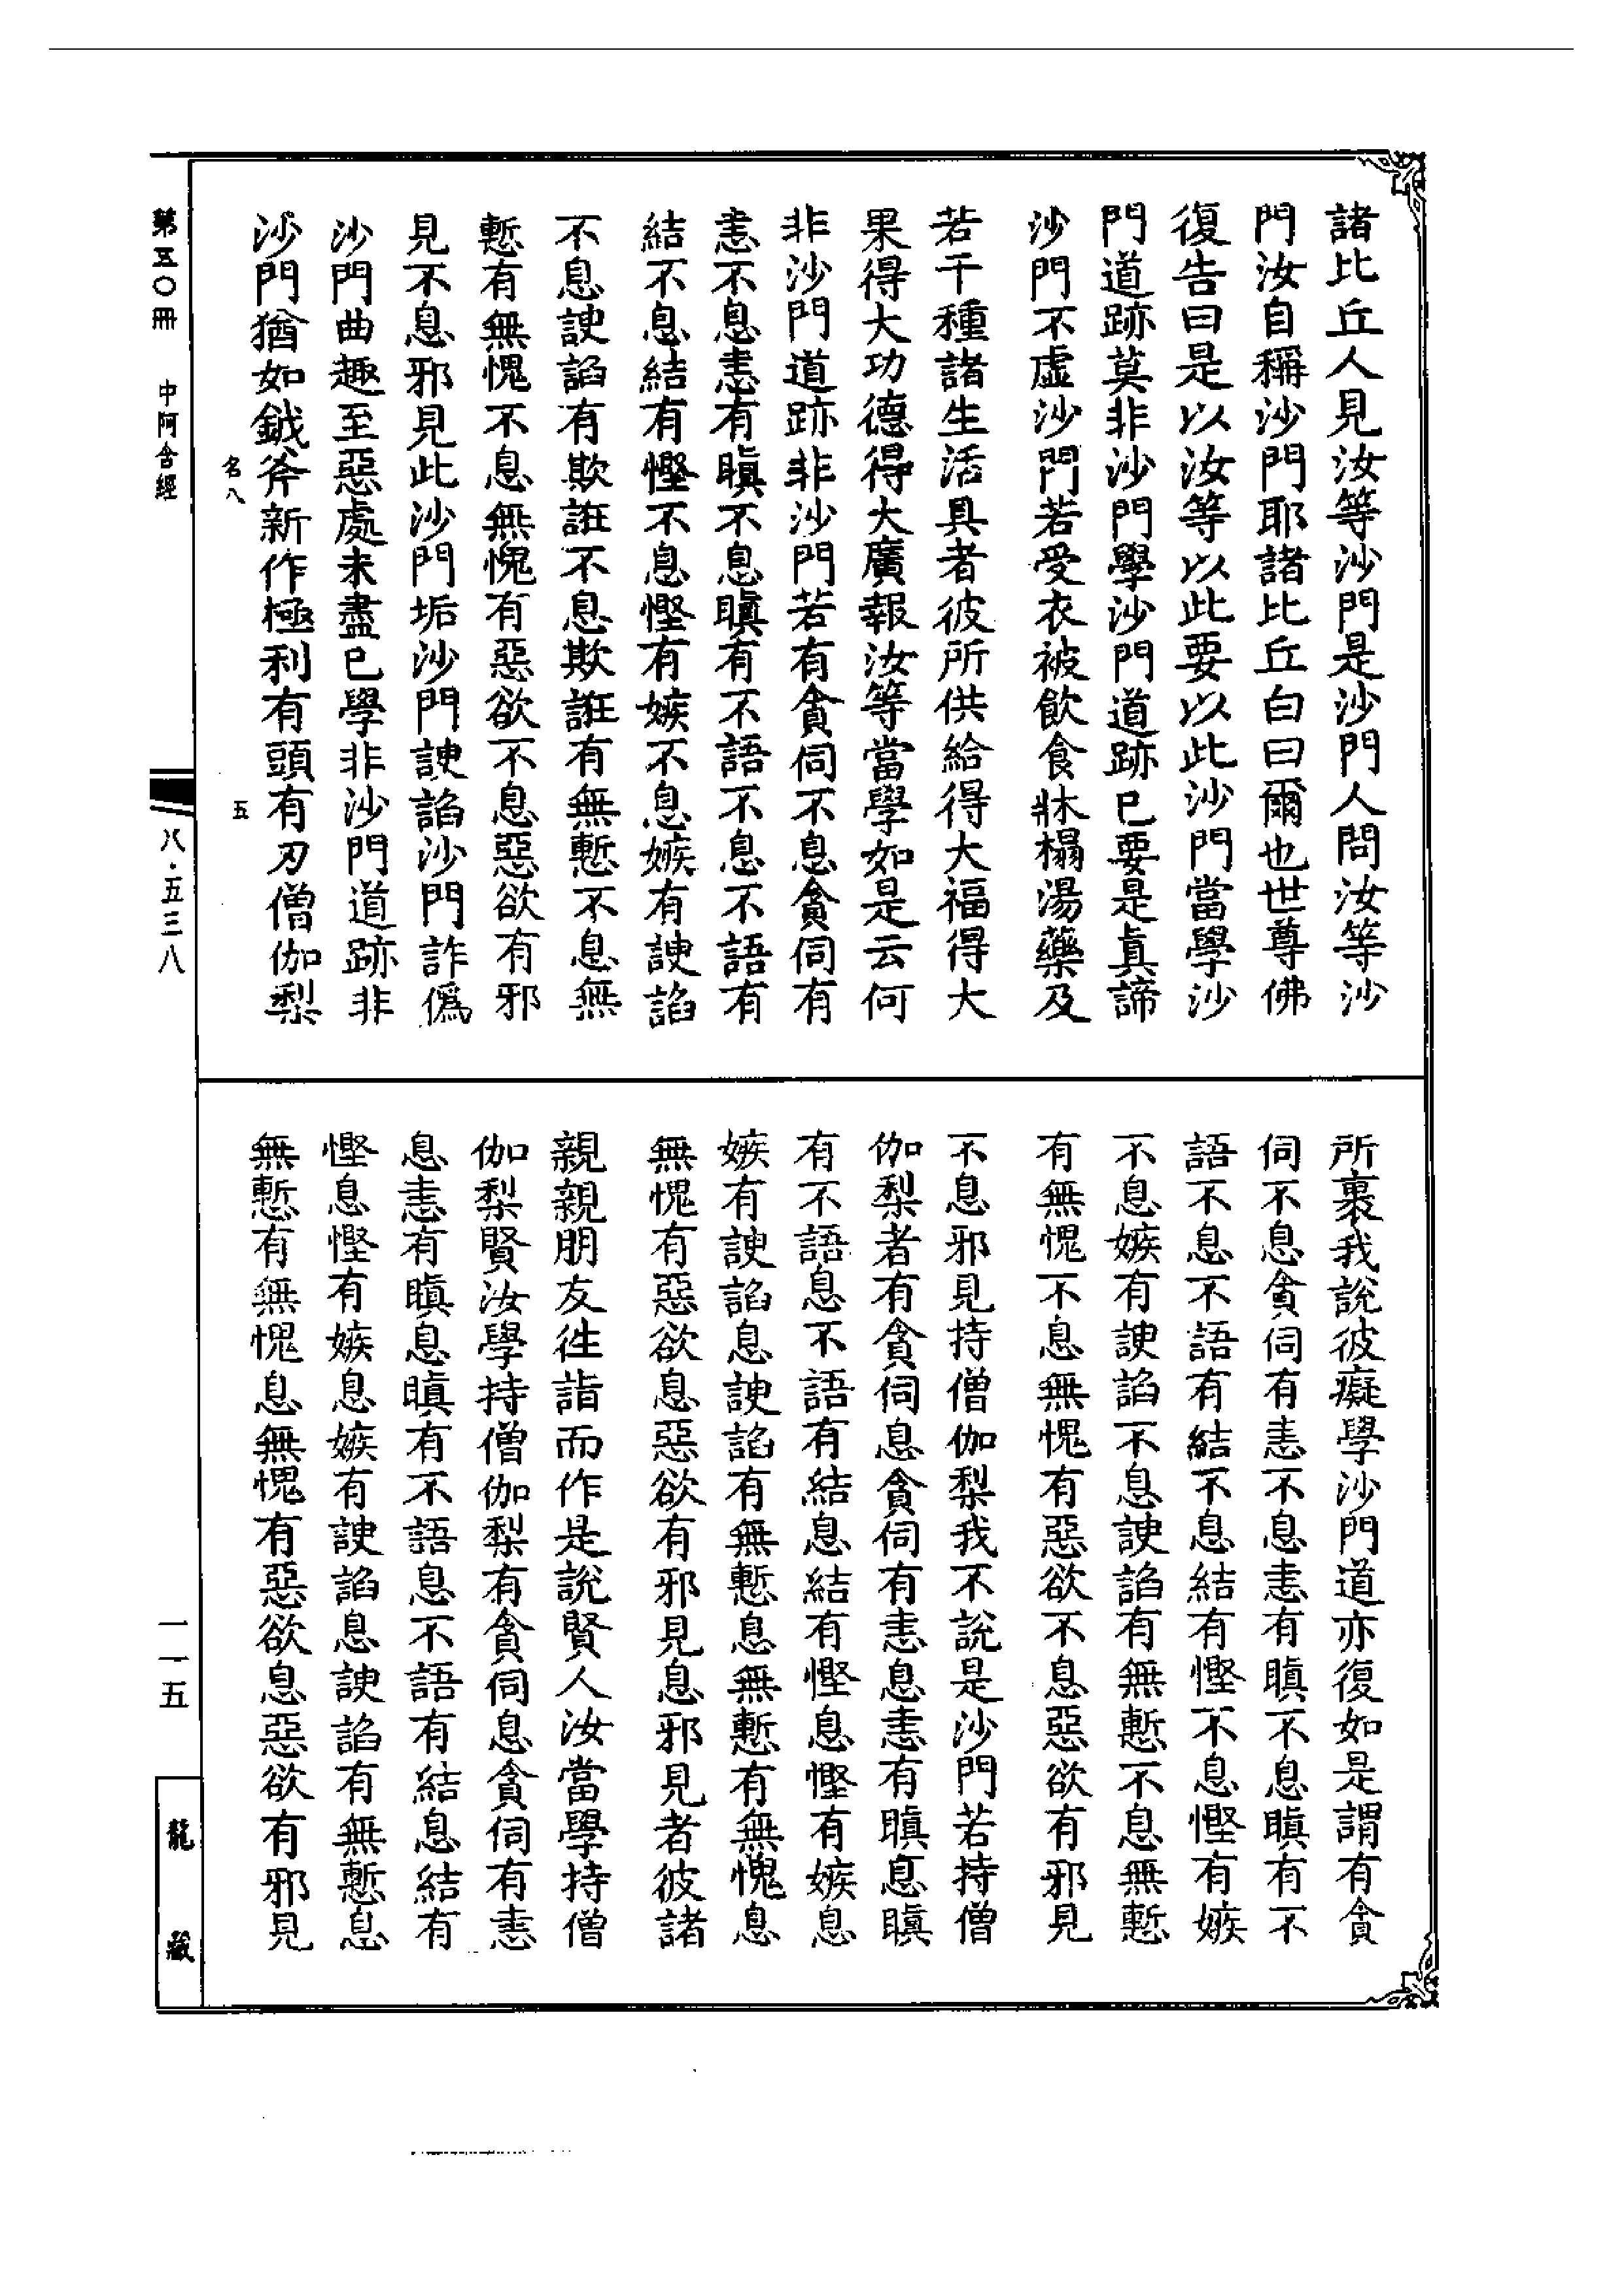 諸比丘人見汝等沙門是沙門人問汝等沙
門汝自稱沙門耶諸比丘白曰爾也世尊佛
復告曰是以汝等以此要以此沙門當學沙
門道跡莫非沙門學沙門道跡已要是真諦
沙門不虛沙門若受衣被飲食牀榻湯藥及
若干種諸生活具者彼所供給得大福得大
果得大功德得大廣報汝等當學如是云何
非沙門道跡非沙門若有貪伺不息貪伺有
恚不息恚有瞋不息瞋有不語不息不語有
結不息結有慳不息慳有嫉不息嫉有諛諂
不息諛諂有欺誑不息欺誑有無慙不息無
慙有無愧不息無愧有惡欲不息惡欲有邪
見不息邪見此沙門垢沙門諛諂沙門詐偽
沙門曲趣至惡處未盡已學非沙門道跡非
沙門猶如鉞斧新作極利有頭有刃僧伽梨
所裹我說彼癡學沙門道亦復如是謂有貪
伺不息貪伺有恚不息恚有瞋不息瞋有不
語不息不語有結不息結有慳不息慳有嫉
不息嫉有諛諂不息諛諂有無慙不息無慙
有無愧不息無愧有惡欲不息惡欲有邪見
不息邪見持僧伽梨我不說是沙門若持僧
伽梨者有貪伺息貪伺有恚息恚有瞋息瞋
有不語息不語有結息結有慳息慳有嫉息
嫉有諛諂息諛諂有無慙息無慙有無愧息
無愧有惡欲息惡欲有邪見息邪見者彼諸
親親朋友往詣而作是說賢人汝當學持僧
伽梨賢汝學持僧伽梨有貪伺息貪伺有恚
息恚有瞋息瞋有不語息不語有結息結有
慳息慳有嫉息嫉有諛諂息諛諂有無慙息
無慙有無愧息無愧有惡欲息惡欲有邪見
名八 五
第五〇冊 中阿含經
八·五三八
一一五
龍藏